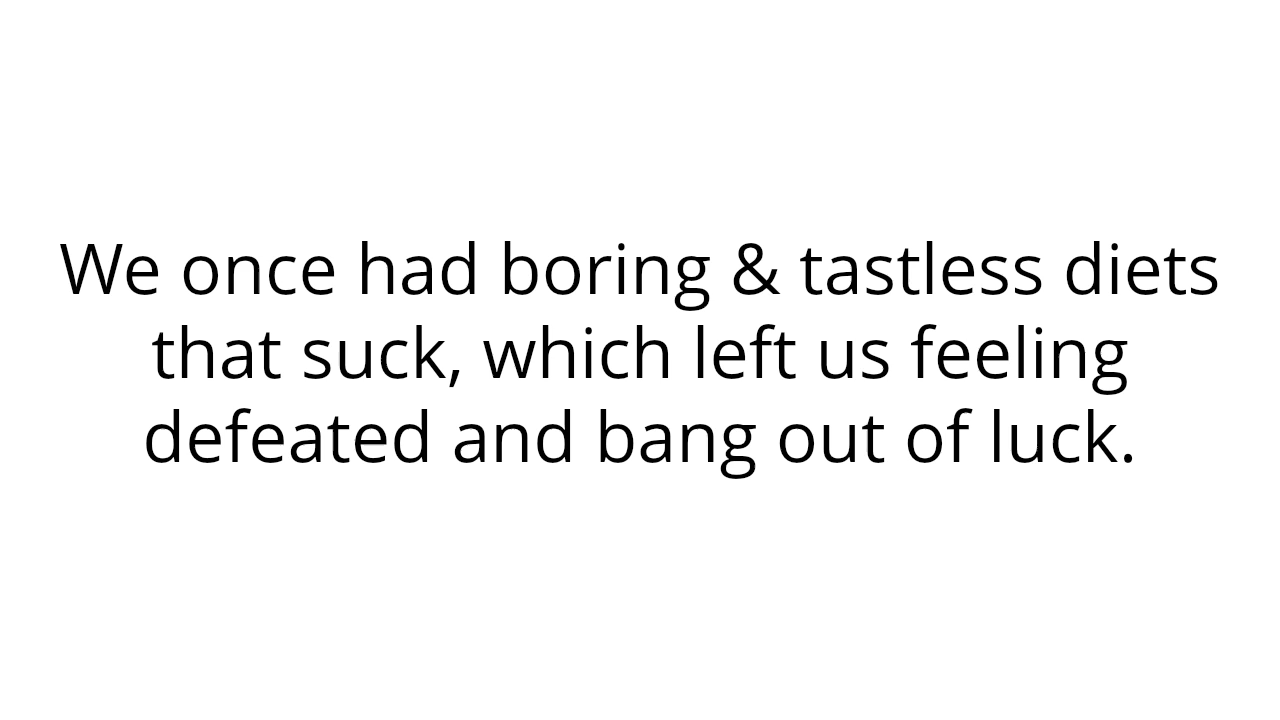 We once had boring & tastless diets
that suck, which left us feeling
defeated and bang out of luck.